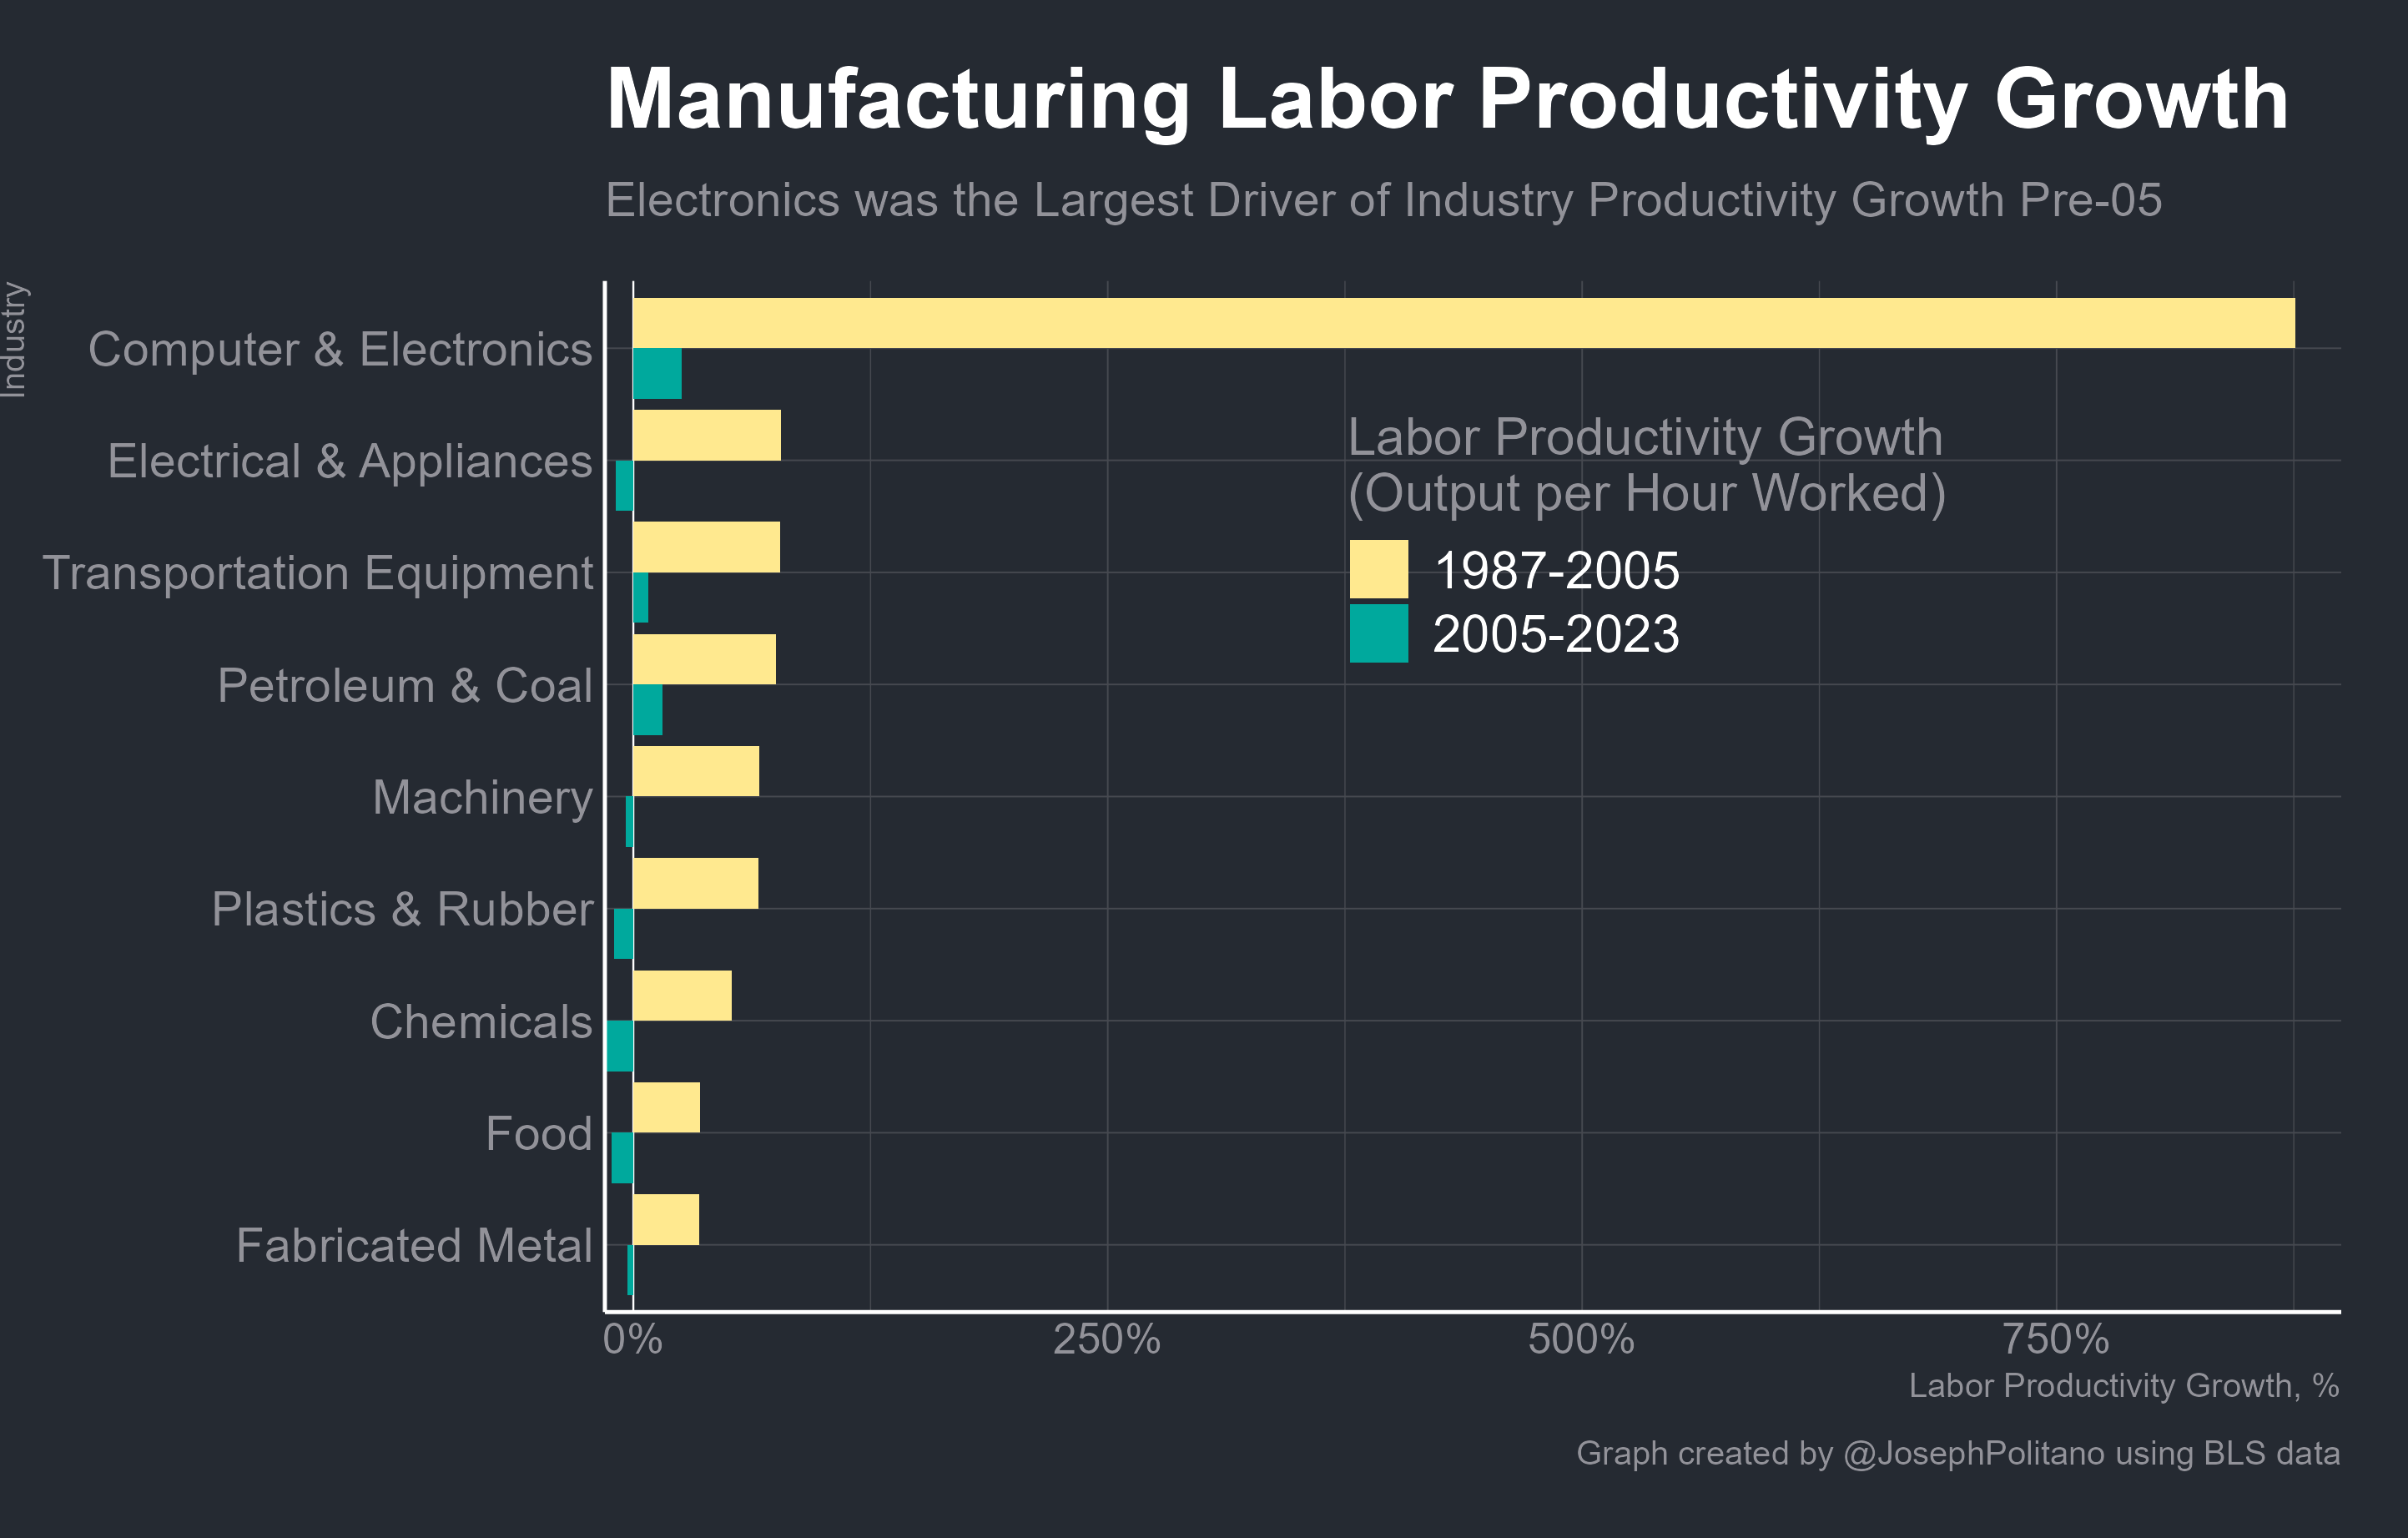 Manufacturing Labor Productivity Growth
Electronics was the Largest Driver of Industry Productivity Growth Pre-05
Industry
Computer & Electronics
Electrical & Appliances
Transportation Equipment
Petroleum & Coal
Machinery
Plastics & Rubber
Chemicals
Food
Fabricated Metal
Labor Productivity Growth
(Output per Hour Worked)
1987-2005
2005-2023
0% 250% 500% 750%
Labor Productivity Growth, %
Graph created by @JosephPolitano using BLS data